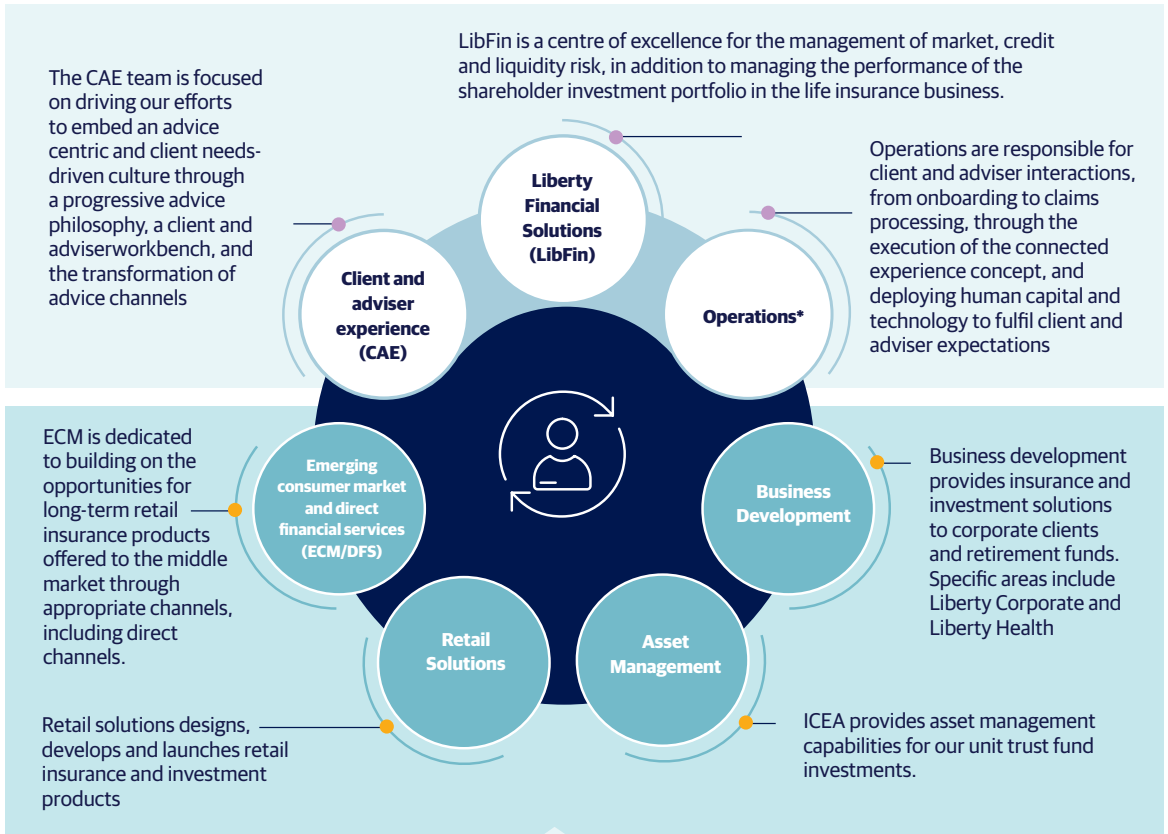 LibFin is a centre of excellence for the management of market, credit
and liquidity risk, in addition to managing the performance of the
shareholder investment portfolio in the life insurance business.
The CAE team is focused
on driving our efforts
to embed an advice
centric and client needs-
driven culture through
a progressive advice
philosophy, a client and
adviserworkbench, and
the transformation of
advice channels
Liberty
Financial
Solutions
(LibFin)
Operations are responsible for
client and adviser interactions,
from onboarding to claims
processing, through the
execution of the connected
experience concept, and
deploying human capital and
technology to fulfil client and
adviser expectations
Client and
adviser
experience
(CAE)
Operations*
ECM is dedicated
to building on the
opportunities for
long-term retail
insurance products
offered to the middle
market through
appropriate channels,
including direct
channels.
Emerging
consumer market
and direct
financial services
(ECM/DFS)
Business
Development
Business development
provides insurance and
investment solutions
to corporate clients
and retirement funds.
Specific areas include
Liberty Corporate and
Liberty Health
Retail
Solutions
Asset
Management
Retail solutions designs,
develops and launches retail
insurance and investment
products
ICEA provides asset management
capabilities for our unit trust fund
investments.